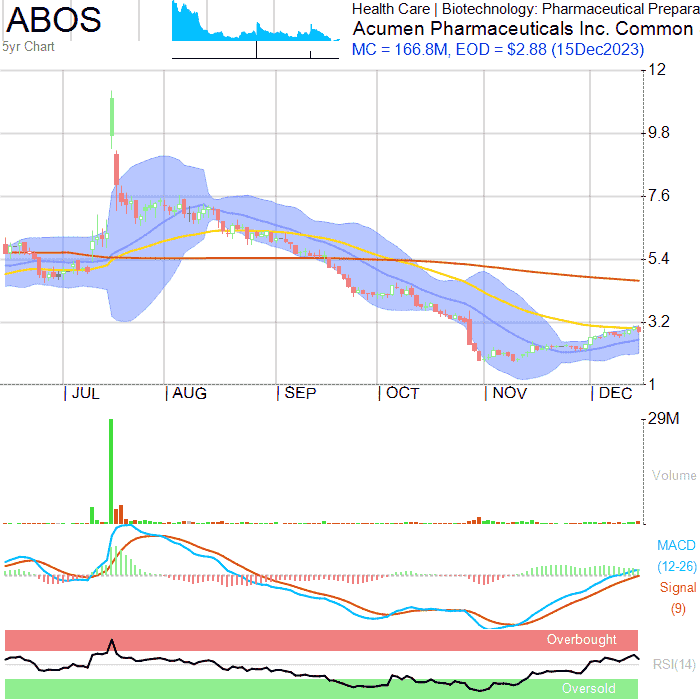 ABOS
5yr Chart
Health Care | Biotechnology: Pharmaceutical Prepara
Acumen Pharmaceuticals Inc. Common
MC = 166.8M, EOD = $2.88 (15Dec2023)
12
9.8
7.6
5.4
3.2
1
JUL AUG SEP OCT NOV DEC
29M
Volume
MACD
(12-26)
Signal
(9)
Overbought
RSI(14)
Oversold